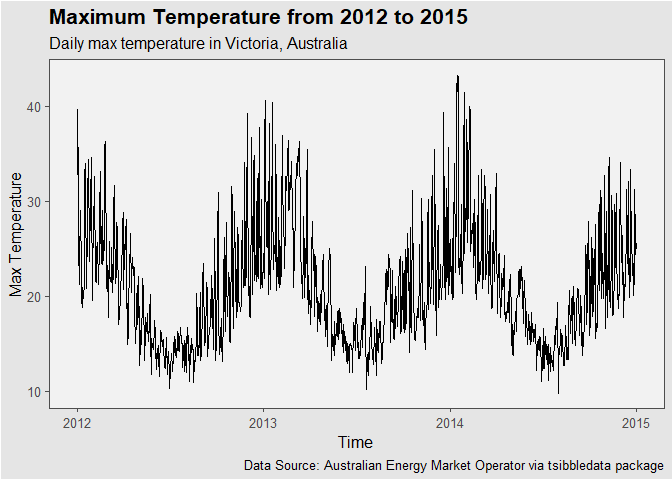 Maximum Temperature from 2012 to 2015
Daily max temperature in Victoria, Australia
Max Temperature
40
30
20
10
2012
2013
2014
2015
Time
Data Source: Australian Energy Market Operator via tsibbledata package